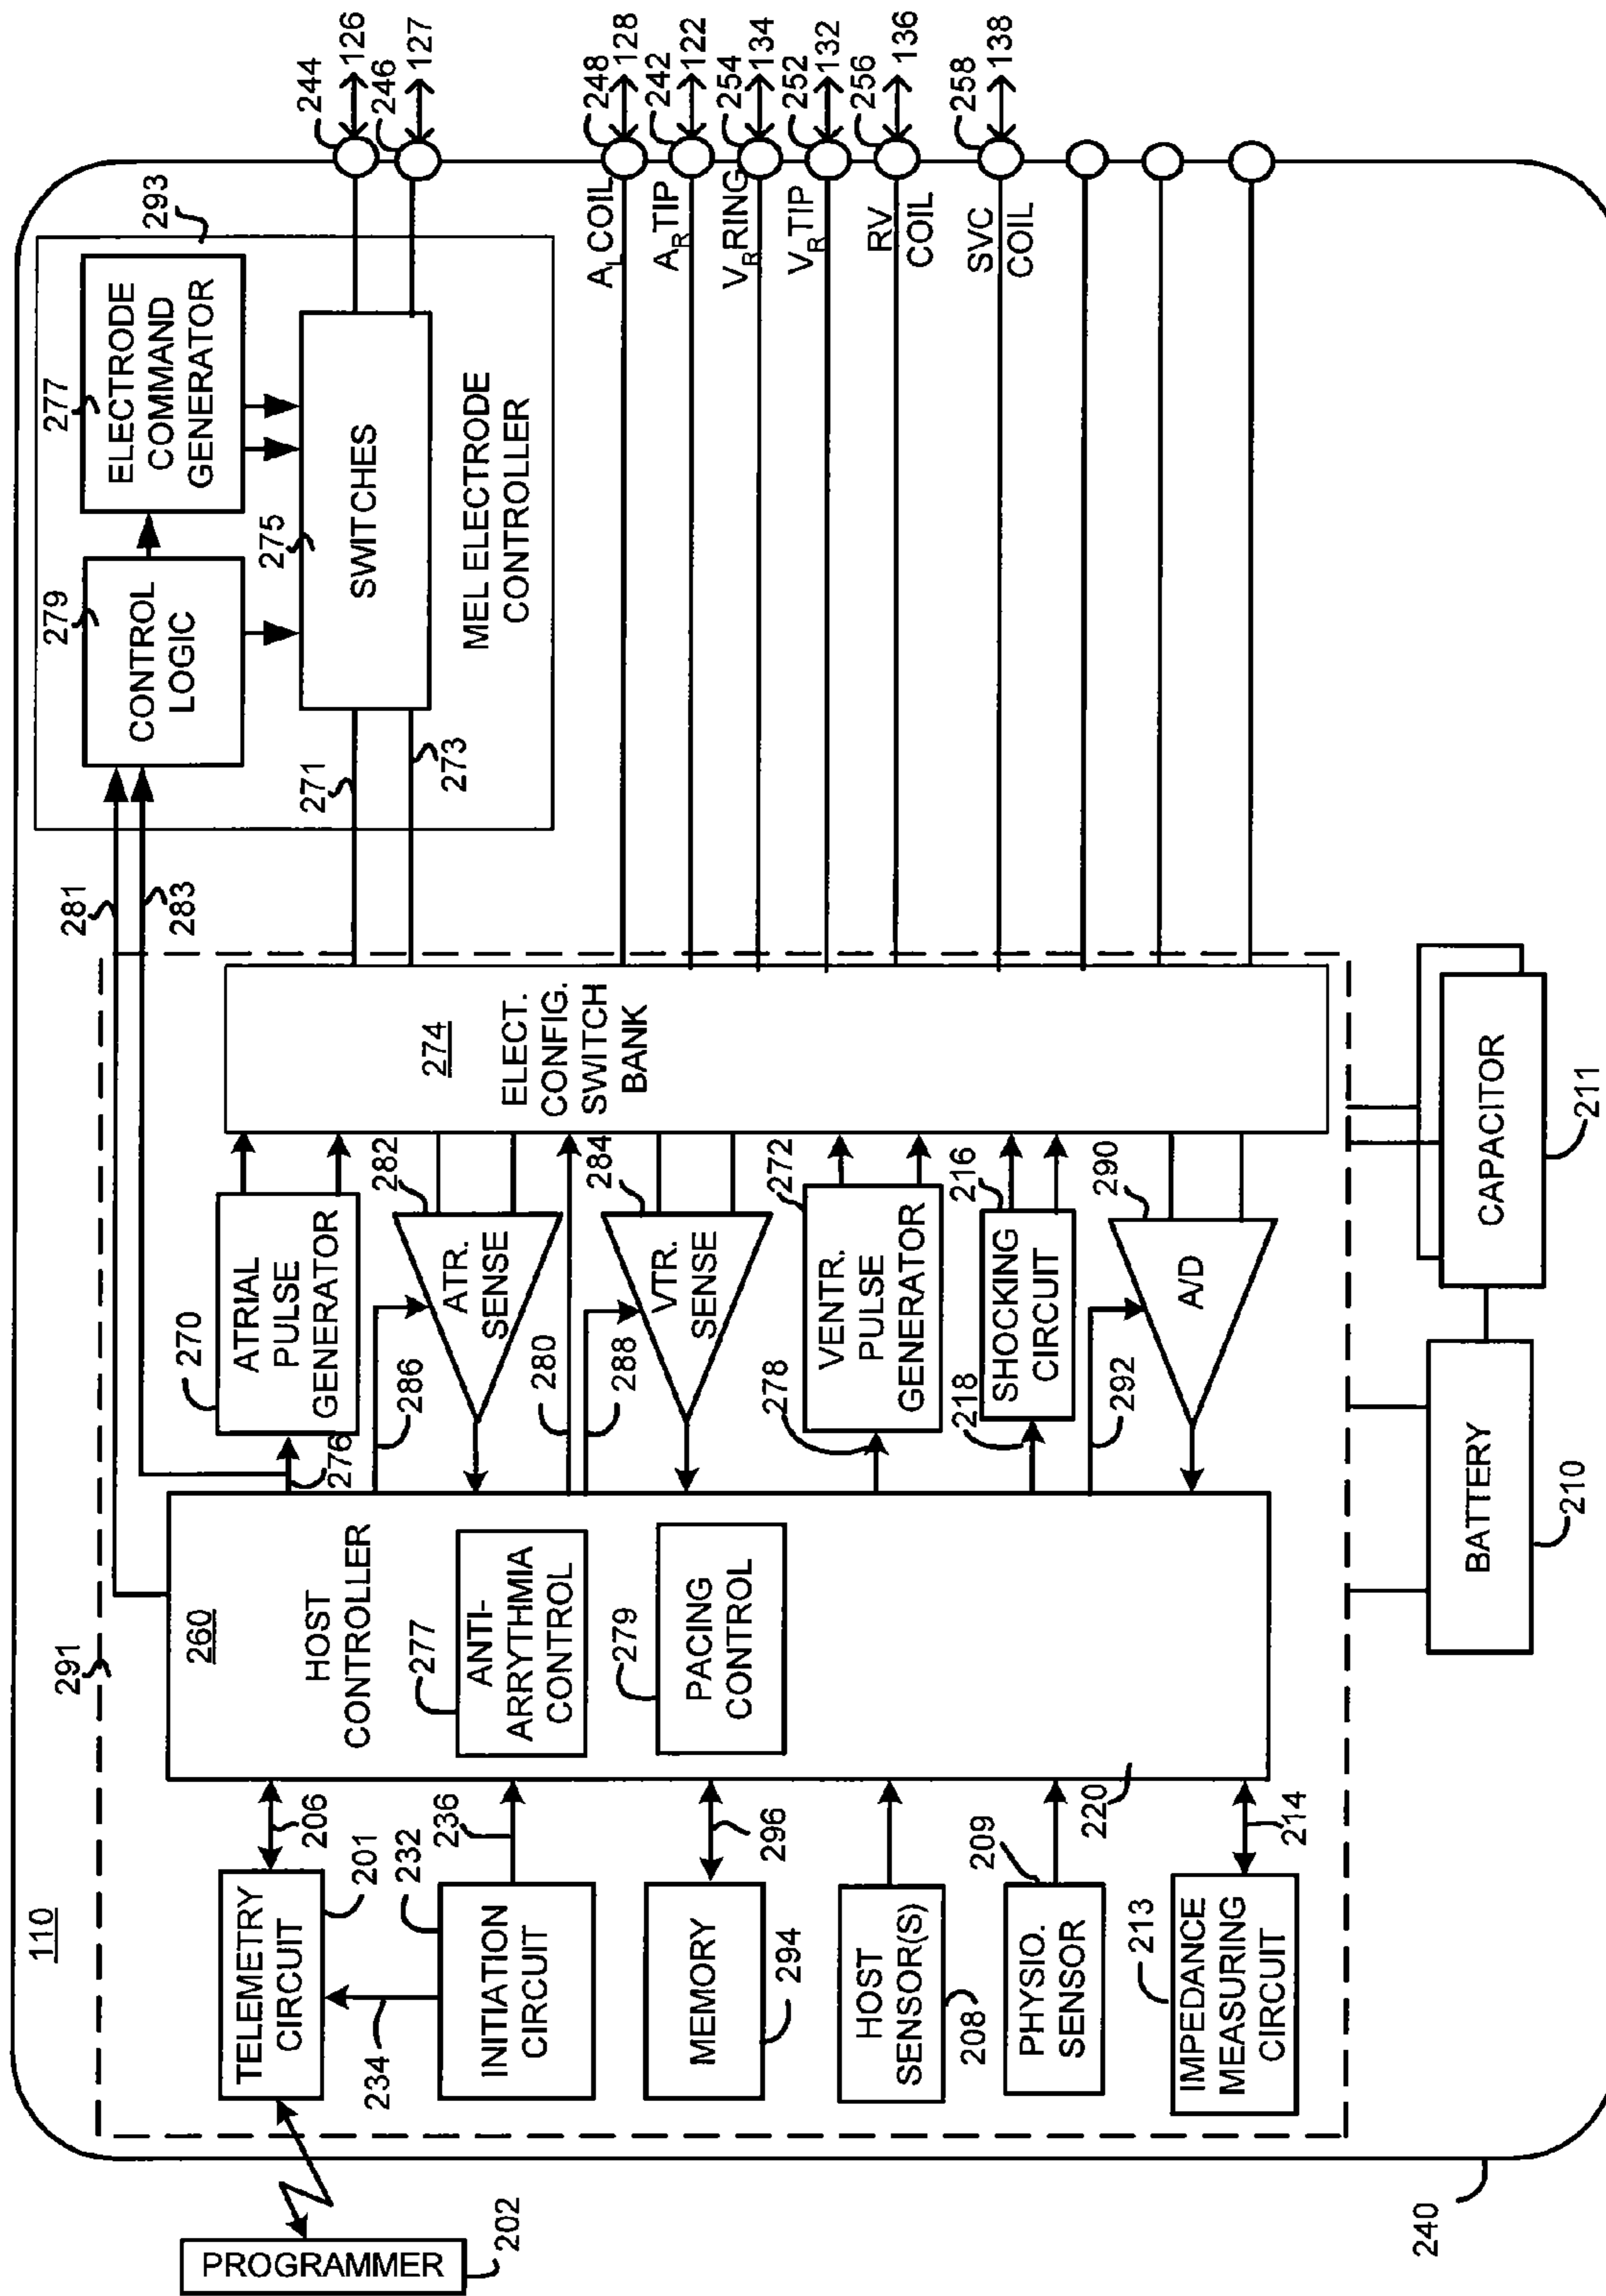 110
291
PROGRAMMER
202
240
TELEMETRY
CIRCUIT
201
206
234
INITIATION
CIRCUIT
232
236
MEMORY
294
296
HOST
SENSOR(S)
208
PHYSIO.
SENSOR
209
IMPEDANCE
MEASURING
CIRCUIT
213
214
220
260
HOST
CONTROLLER
277
ANTI-
ARRYTHMIA
CONTROL
279
PACING
CONTROL
270
ATRIAL
PULSE
GENERATOR
276
286
ATR.
SENSE
282
280
288
VTR.
SENSE
284
278
VENTR.
PULSE
GENERATOR
272
218
SHOCKING
CIRCUIT
216
292
A/D
290
274
ELECT.
CONFIG.
SWITCH
BANK
BATTERY
210
CAPACITOR
211
281
283
279
CONTROL
LOGIC
277
ELECTRODE
COMMAND
GENERATOR
293
271
273
275
SWITCHES
MEL ELECTRODE
CONTROLLER
244
126
246
127
AL COIL
248
128
AR TIP
242
122
VR RING
254
134
VR TIP
252
132
RV
COIL
256
136
SVC
COIL
258
138